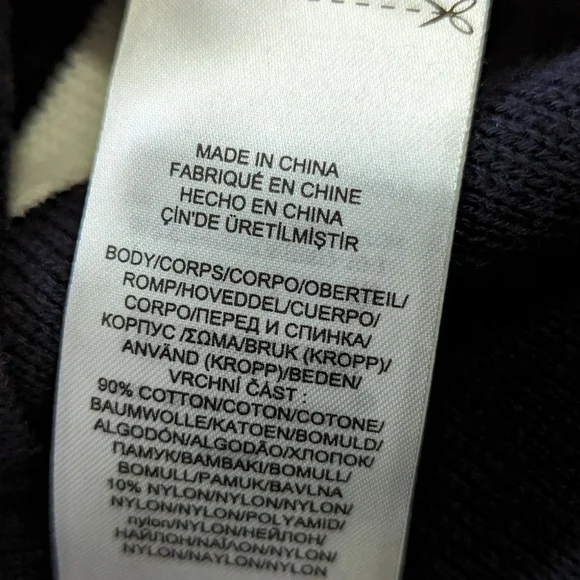 MADE IN CHINA
FABRIQUÉ EN CHINE
HECHO EN CHINA
ÇİN'DE ÜRETİLMİŞTİR
BODY/CORPS/CORPO/OBERTEIL/
ROMP/HOVEDDEL/CUERPO/
CORPO/ПЕРЕД И СПИНКА/
КОРПУС /ΣΩΜΑ/BRUK (KROPP)/
ANVÄND (KROPP)/BEDEN/
VRCHNÍ ČÁST :
90% COTTON/COTON/COTONE/
BAUMWOLLE/KATOEN/BOMULD/
ALGODÓN/ALGODÃO/ХЛОПОК/
ПАМУК/BAMBAKI/BOMULL/
BOMULL/PAMUK/BAVLNA
10% NYLON/NYLON/NYLON/
NYLON/NYLON/POLYAMID/
nylon/NYLON/НЕЙЛОН/
НАЙЛОН/ΝΑΪΛΟΝ/NYLON/
NYLON/NAYLON/NYLON